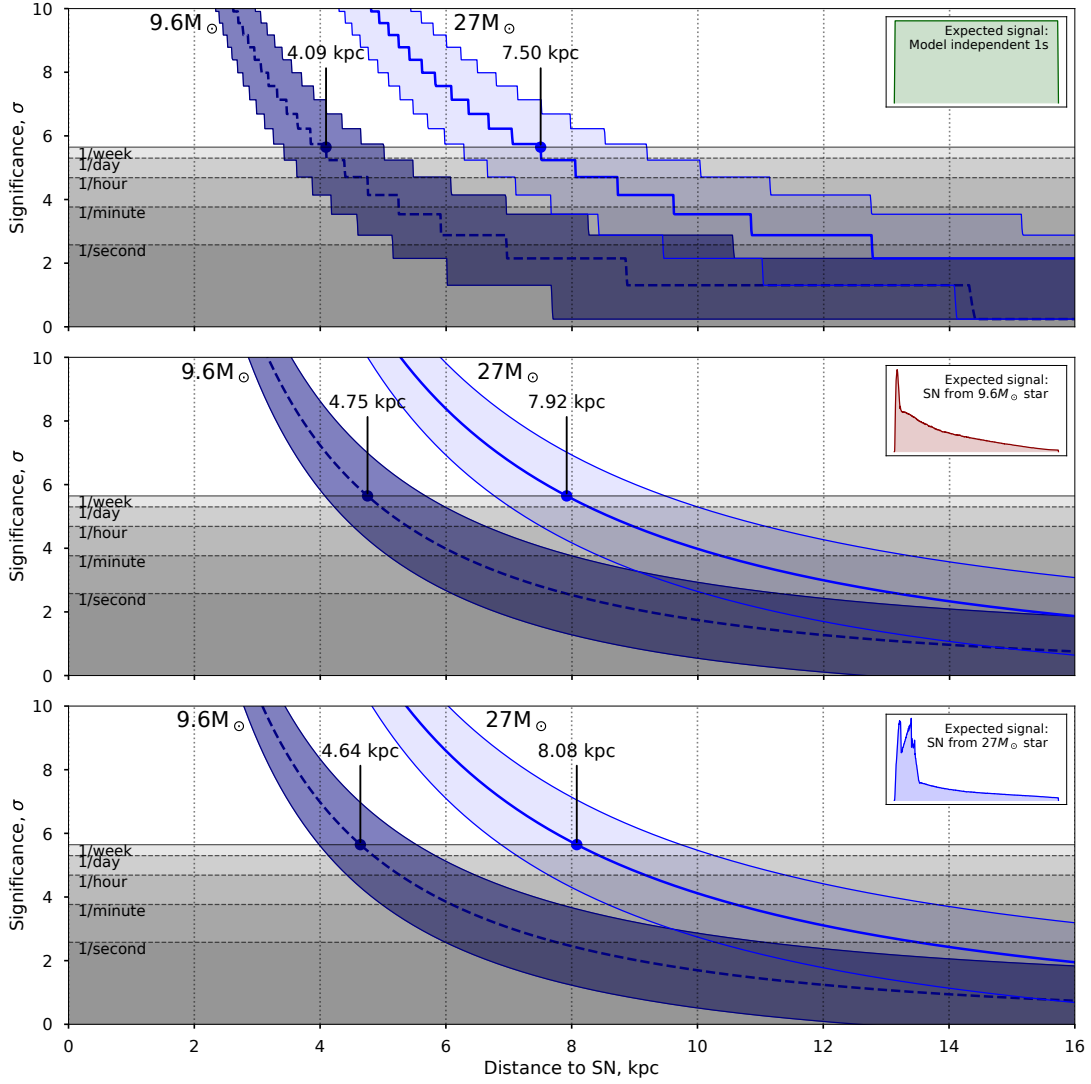 10
8
6
4
2
0
Significance, σ
9.6M⊙
27M⊙
4.09 kpc
7.50 kpc
1/week
1/day
1/hour
1/minute
1/second
Expected signal:
Model independent 1s
10
8
6
4
2
0
Significance, σ
9.6M⊙
27M⊙
4.75 kpc
7.92 kpc
1/week
1/day
1/hour
1/minute
1/second
Expected signal:
SN from 9.6M⊙ star
10
8
6
4
2
0
Significance, σ
9.6M⊙
27M⊙
4.64 kpc
8.08 kpc
1/week
1/day
1/hour
1/minute
1/second
Expected signal:
SN from 27M⊙ star
0 2 4 6 8 10 12 14 16
Distance to SN, kpc